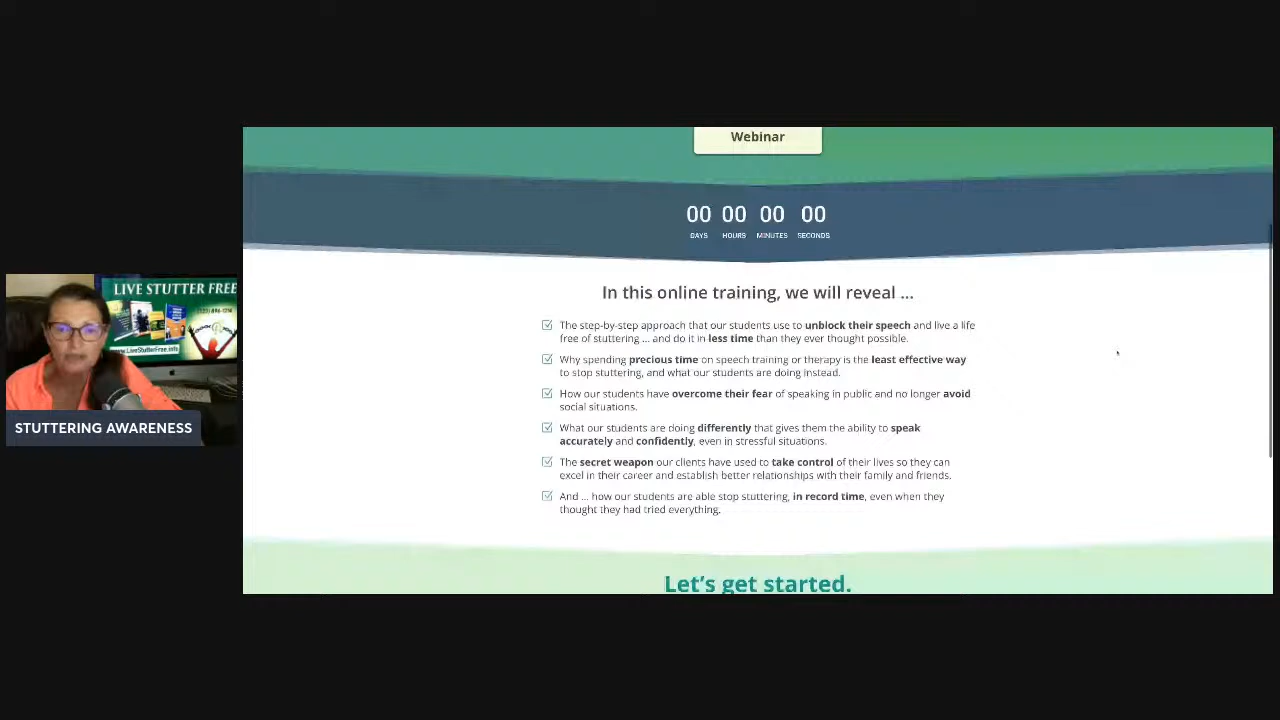 Webinar
00 00 00 00
DAYS HOURS MINUTES SECONDS
In this online training, we will reveal ...
The step-by-step approach that our students use to unblock their speech and live a life
free of stuttering ... and do it in less time than they ever thought possible.
Why spending precious time on speech training or therapy is the least effective way
to stop stuttering, and what our students are doing instead.
How our students have overcome their fear of speaking in public and no longer avoid
social situations.
What our students are doing differently that gives them the ability to speak
accurately and confidently, even in stressful situations.
The secret weapon our clients have used to take control of their lives so they can
excel in their career and establish better relationships with their family and friends.
And ... how our students are able stop stuttering, in record time, even when they
thought they had tried everything.
Let's get started.
LIVE STUTTER FREE
www.LiveStutterFree.info
STUTTERING AWARENESS